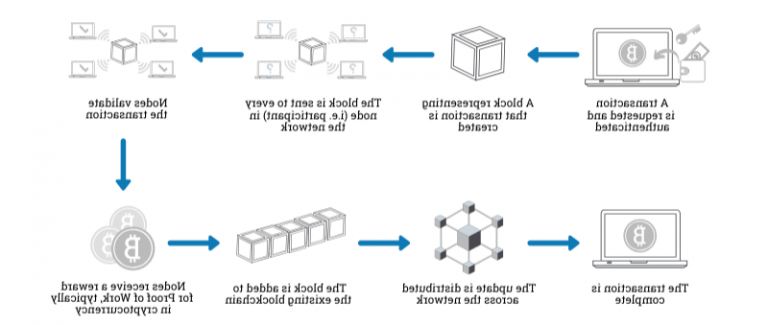 A transaction
is requested and
authenticated
A block representing
that transaction is
created
The block is sent to every
node (i.e. participant) in
the network
Nodes validate
the transaction
Nodes receive a reward
for Proof of Work, typically
in cryptocurrency
The block is added to
the existing blockchain
The update is distributed
across the network
The transaction is
complete